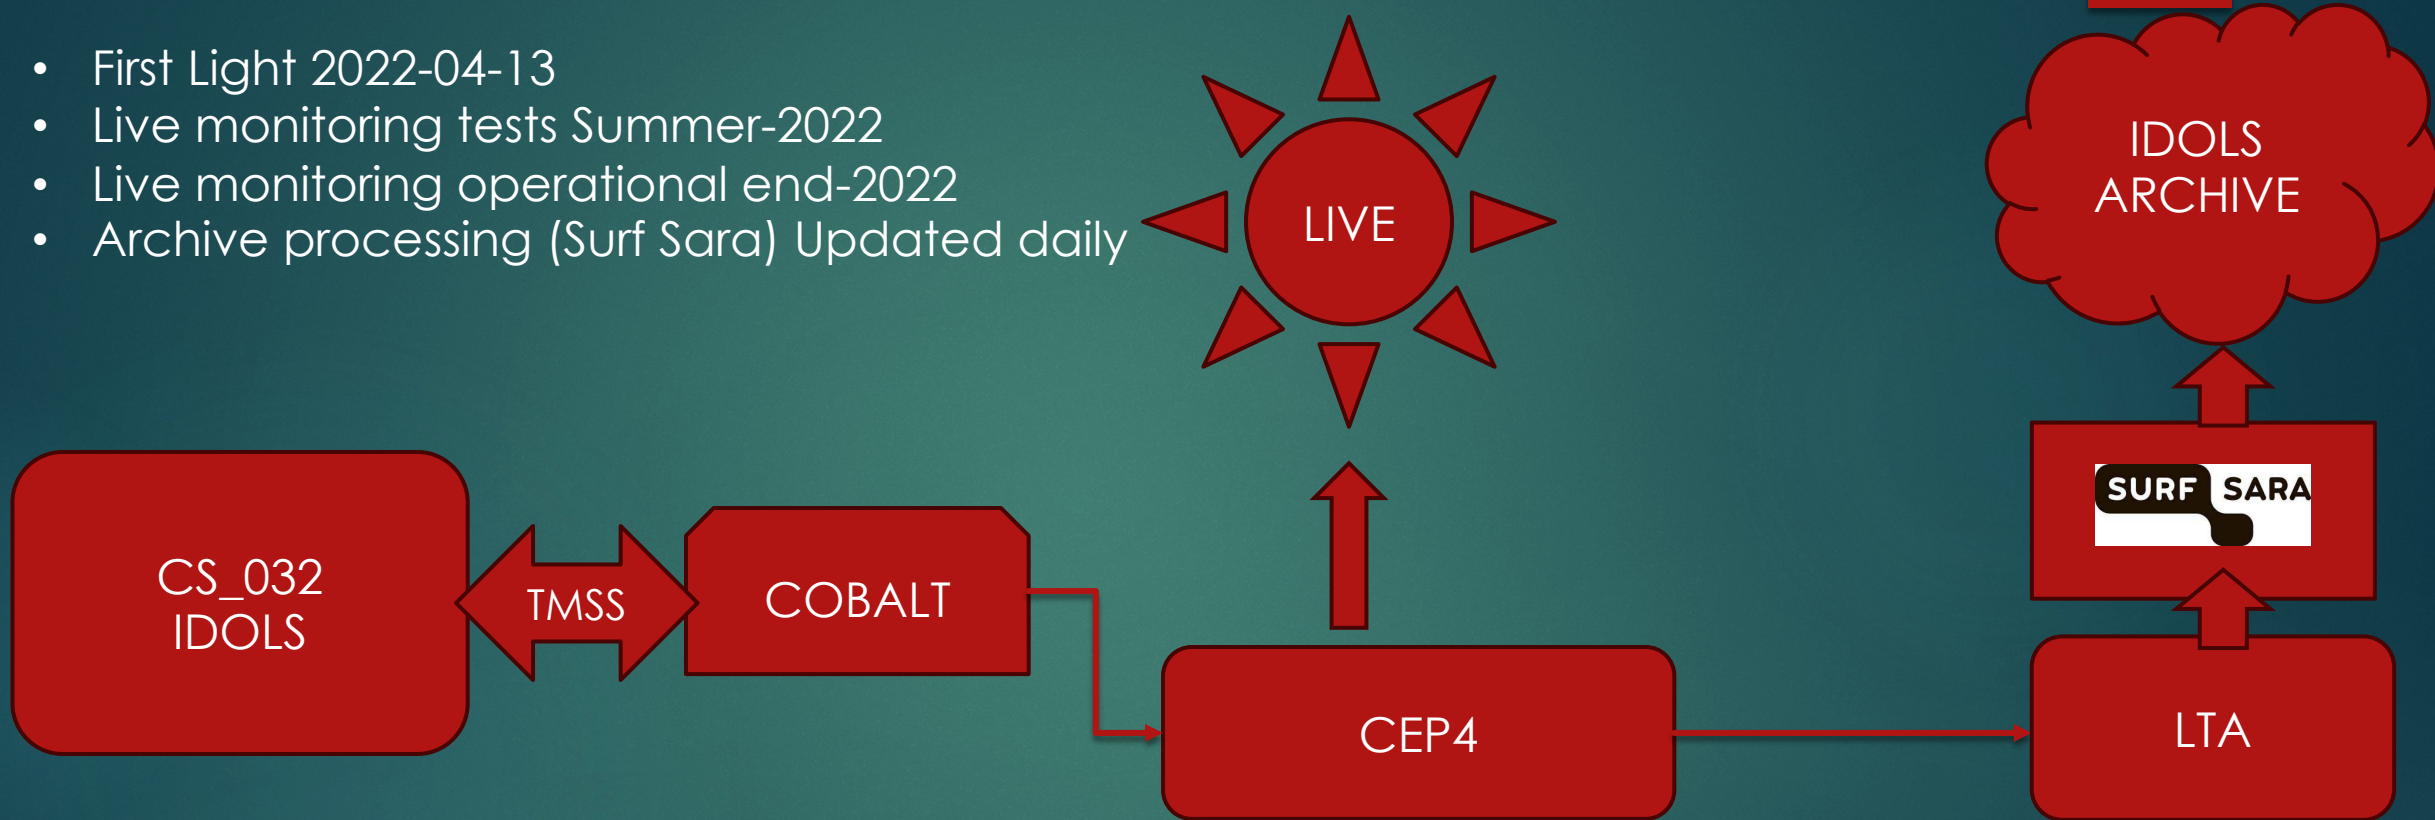 • First Light 2022-04-13
• Live monitoring tests Summer-2022
• Live monitoring operational end-2022
• Archive processing (Surf Sara) Updated daily
LIVE
IDOLS
ARCHIVE
SURF SARA
CS_032
IDOLS
TMSS
COBALT
CEP4
LTA